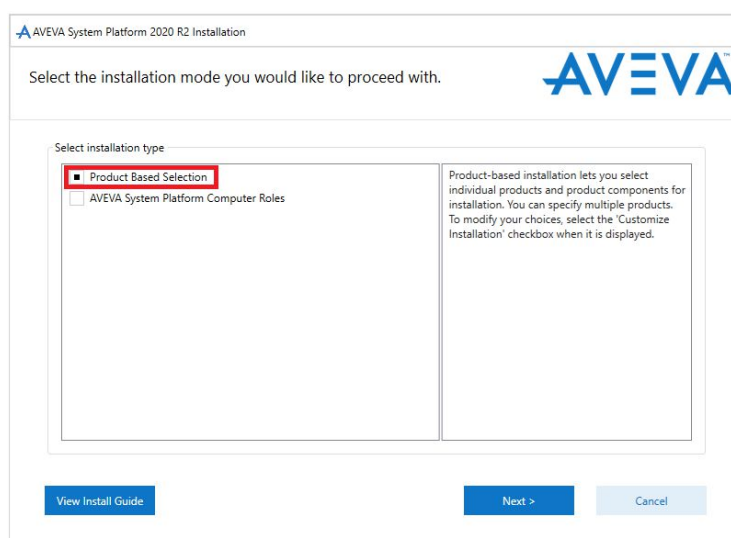 AVEVA System Platform 2020 R2 Installation
Select the installation mode you would like to proceed with.
AVEVA™
Select installation type
Product Based Selection
AVEVA System Platform Computer Roles
Product-based installation lets you select
individual products and product components for
installation. You can specify multiple products.
To modify your choices, select the 'Customize
Installation' checkbox when it is displayed.
View Install Guide
Next >
Cancel